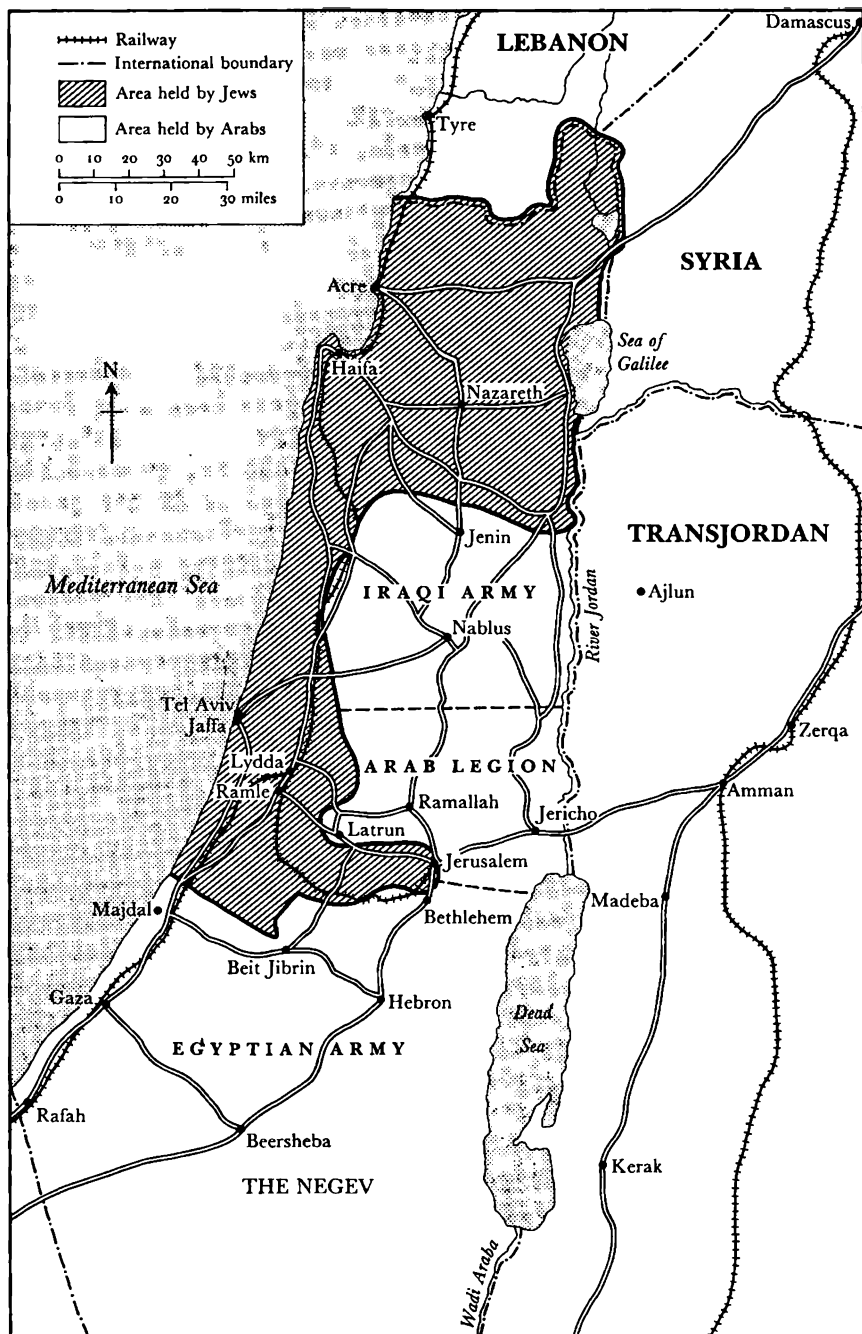 Railway
International boundary
Area held by Jews
Area held by Arabs
0 10 20 30 40 50 km
0 10 20 30 miles
LEBANON
Damascus
Tyre
SYRIA
Acre
Sea of
Galilee
Haifa
N
Nazareth
Jenin
TRANSJORDAN
Mediterranean Sea
IRAQI ARMY
Ajlun
Nablus
River Jordan
Tel Aviv
Jaffa
Zerqa
Lydda
ARAB LEGION
Ramle
Ramallah
Jericho
Amman
Latrun
Jerusalem
Majdal
Bethlehem
Madeba
Beit Jibrin
Gaza
Hebron
Dead
Sea
EGYPTIAN ARMY
Rafah
Beersheba
Kerak
THE NEGEV
Wadi Araba